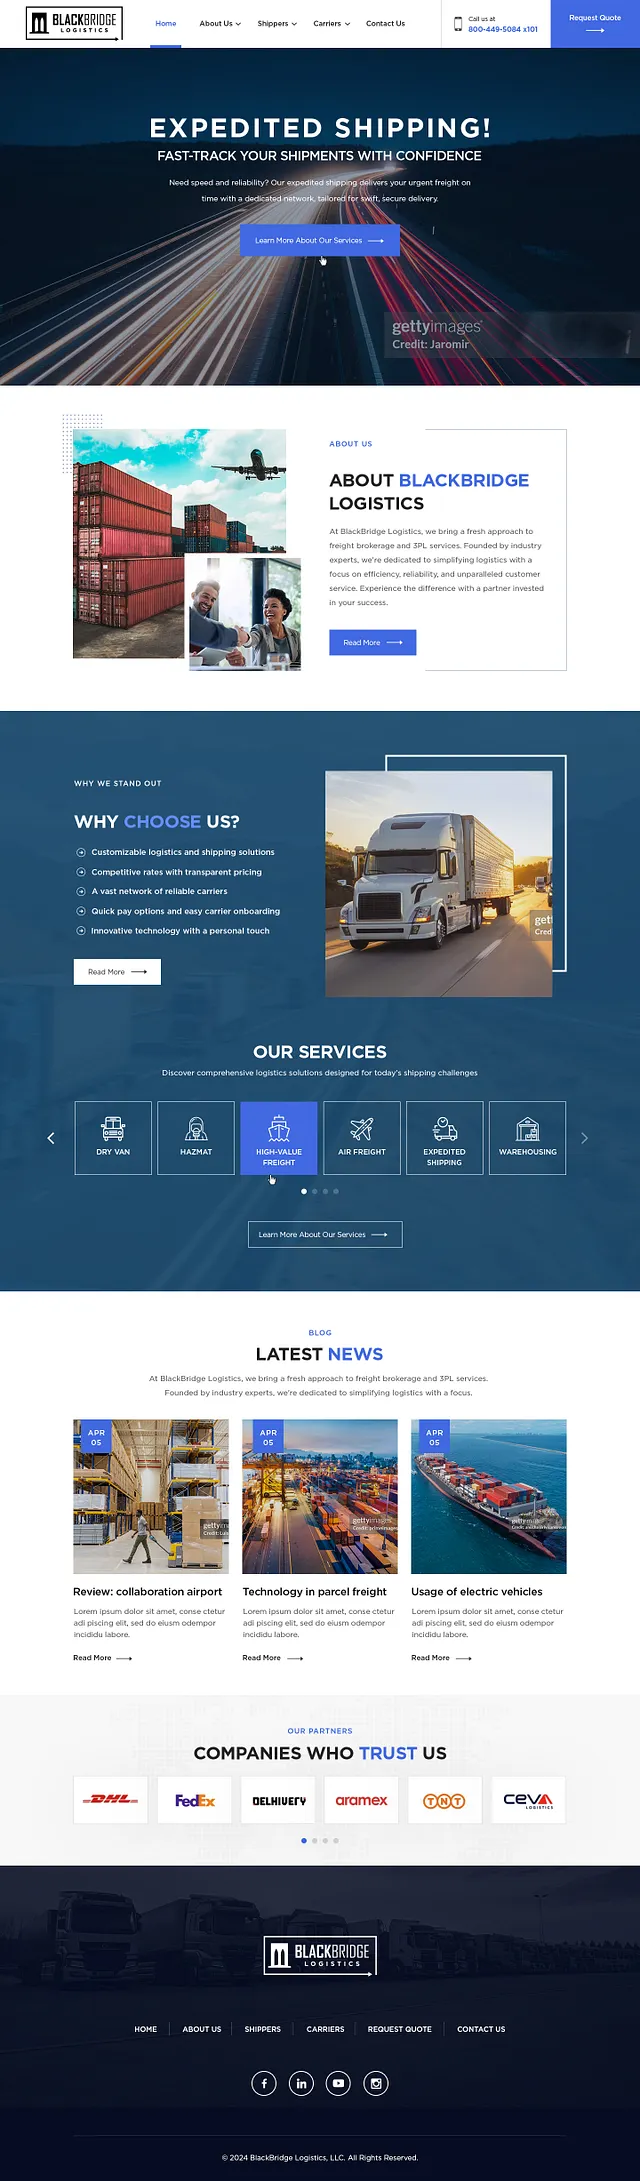 BLACKBRIDGE
LOGISTICS
Home
About Us
Shippers
Carriers
Contact Us
Call us at
800-449-5084 x101
Request Quote
EXPEDITED SHIPPING!
FAST-TRACK YOUR SHIPMENTS WITH CONFIDENCE
Need speed and reliability? Our expedited shipping delivers your urgent freight on
time with a dedicated network, tailored for swift, secure delivery.
Learn More About Our Services
gettyimages
Credit: Jaromir
ABOUT US
ABOUT BLACKBRIDGE
LOGISTICS
At BlackBridge Logistics, we bring a fresh approach to
freight brokerage and 3PL services. Founded by industry
experts, we're dedicated to simplifying logistics with a
focus on efficiency, reliability, and unparalleled customer
service. Experience the difference with a partner invested
in your success.
Read More
WHY WE STAND OUT
WHY CHOOSE US?
Customizable logistics and shipping solutions
Competitive rates with transparent pricing
A vast network of reliable carriers
Quick pay options and easy carrier onboarding
Innovative technology with a personal touch
Read More
gett
Cred
OUR SERVICES
Discover comprehensive logistics solutions designed for today's shipping challenges
DRY VAN
HAZMAT
HIGH-VALUE
FREIGHT
AIR FREIGHT
EXPEDITED
SHIPPING
WAREHOUSING
Learn More About Our Services
BLOG
LATEST NEWS
At BlackBridge Logistics, we bring a fresh approach to freight brokerage and 3PL services.
Founded by industry experts, we're dedicated to simplifying logistics with a focus.
APR
05
APR
05
APR
05
gettyimages
gettyimages
Review: collaboration airport
Lorem ipsum dolor sit amet, conse ctetur
adi piscing elit, sed do eiusm odempor
incididu labore.
Read More
Technology in parcel freight
Lorem ipsum dolor sit amet, conse ctetur
adi piscing elit, sed do eiusm odempor
incididu labore.
Read More
Usage of electric vehicles
Lorem ipsum dolor sit amet, conse ctetur
adi piscing elit, sed do eiusm odempor
incididu labore.
Read More
OUR PARTNERS
COMPANIES WHO TRUST US
DHL
FedEx
DELHIVERY
aramex
TNT
CEVA
LOGISTICS
BLACKBRIDGE
LOGISTICS
HOME
ABOUT US
SHIPPERS
CARRIERS
REQUEST QUOTE
CONTACT US
© 2024 BlackBridge Logistics, LLC. All Rights Reserved.